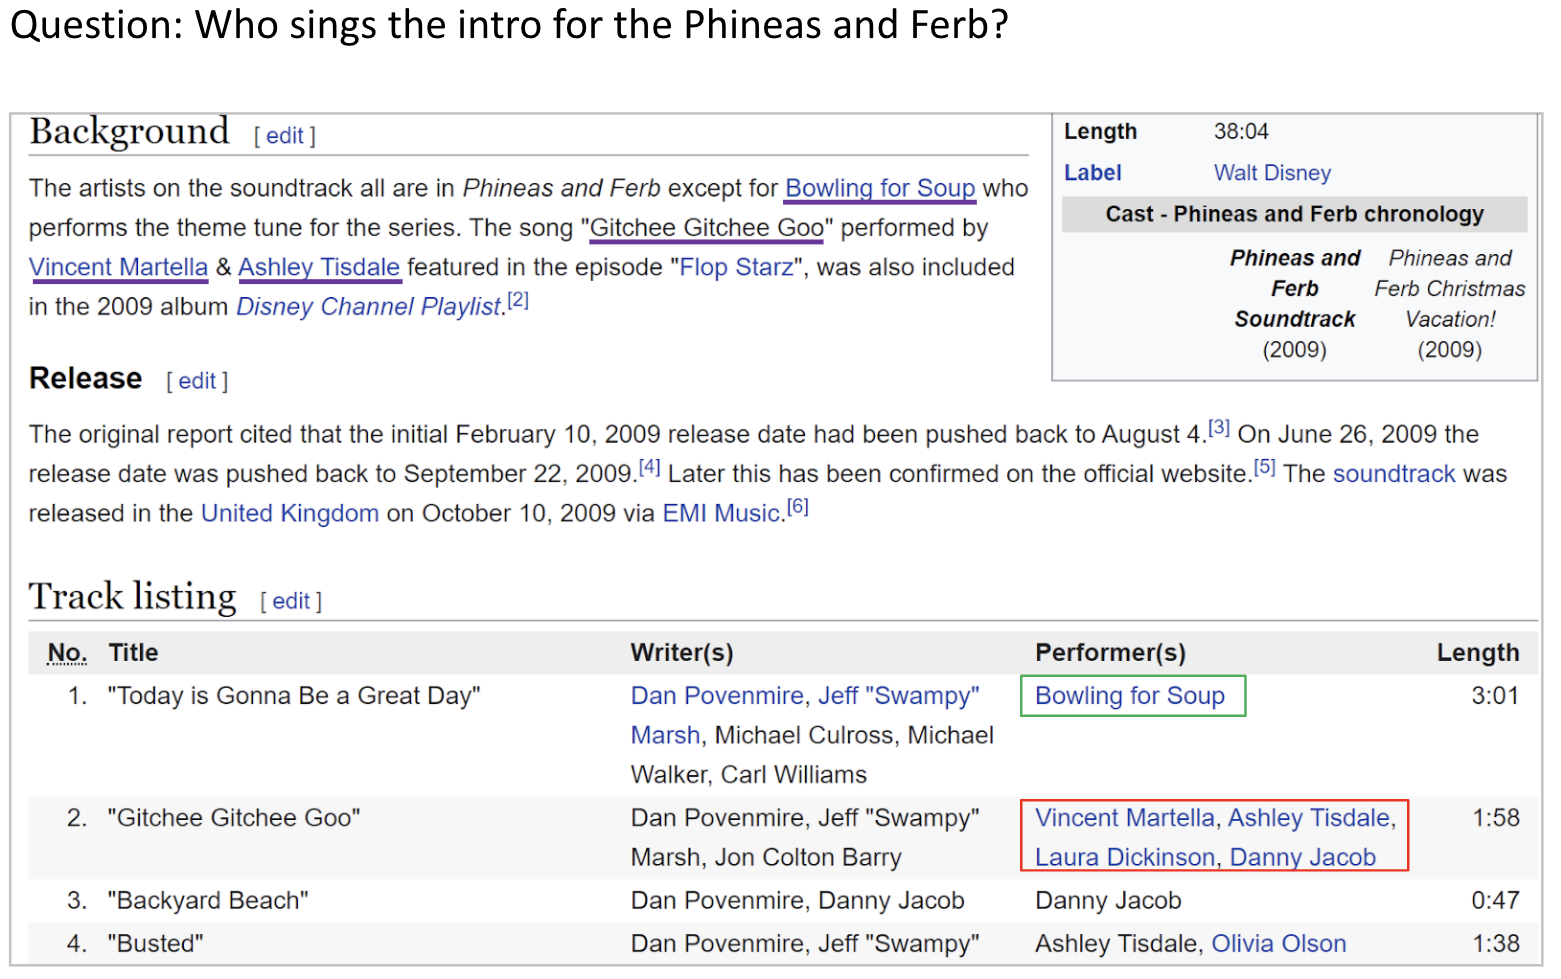 Question: Who sings the intro for the Phineas and Ferb?
Background [ edit ]
The artists on the soundtrack all are in Phineas and Ferb except for Bowling for Soup who
performs the theme tune for the series. The song "Gitchee Gitchee Goo" performed by
Vincent Martella & Ashley Tisdale featured in the episode "Flop Starz", was also included
in the 2009 album Disney Channel Playlist.[2]
Length 38:04
Label Walt Disney
Cast - Phineas and Ferb chronology
Phineas and Phineas and
Ferb Ferb Christmas
Soundtrack Vacation!
(2009) (2009)
Release [ edit ]
The original report cited that the initial February 10, 2009 release date had been pushed back to August 4.[3] On June 26, 2009 the
release date was pushed back to September 22, 2009.[4] Later this has been confirmed on the official website.[5] The soundtrack was
released in the United Kingdom on October 10, 2009 via EMI Music.[6]
Track listing [ edit ]
No. Title Writer(s) Performer(s) Length
1. "Today is Gonna Be a Great Day" Dan Povenmire, Jeff "Swampy" Bowling for Soup 3:01
Marsh, Michael Culross, Michael
Walker, Carl Williams
2. "Gitchee Gitchee Goo" Dan Povenmire, Jeff "Swampy" Vincent Martella, Ashley Tisdale, 1:58
Marsh, Jon Colton Barry Laura Dickinson, Danny Jacob
3. "Backyard Beach" Dan Povenmire, Danny Jacob Danny Jacob 0:47
4. "Busted" Dan Povenmire, Jeff "Swampy" Ashley Tisdale, Olivia Olson 1:38